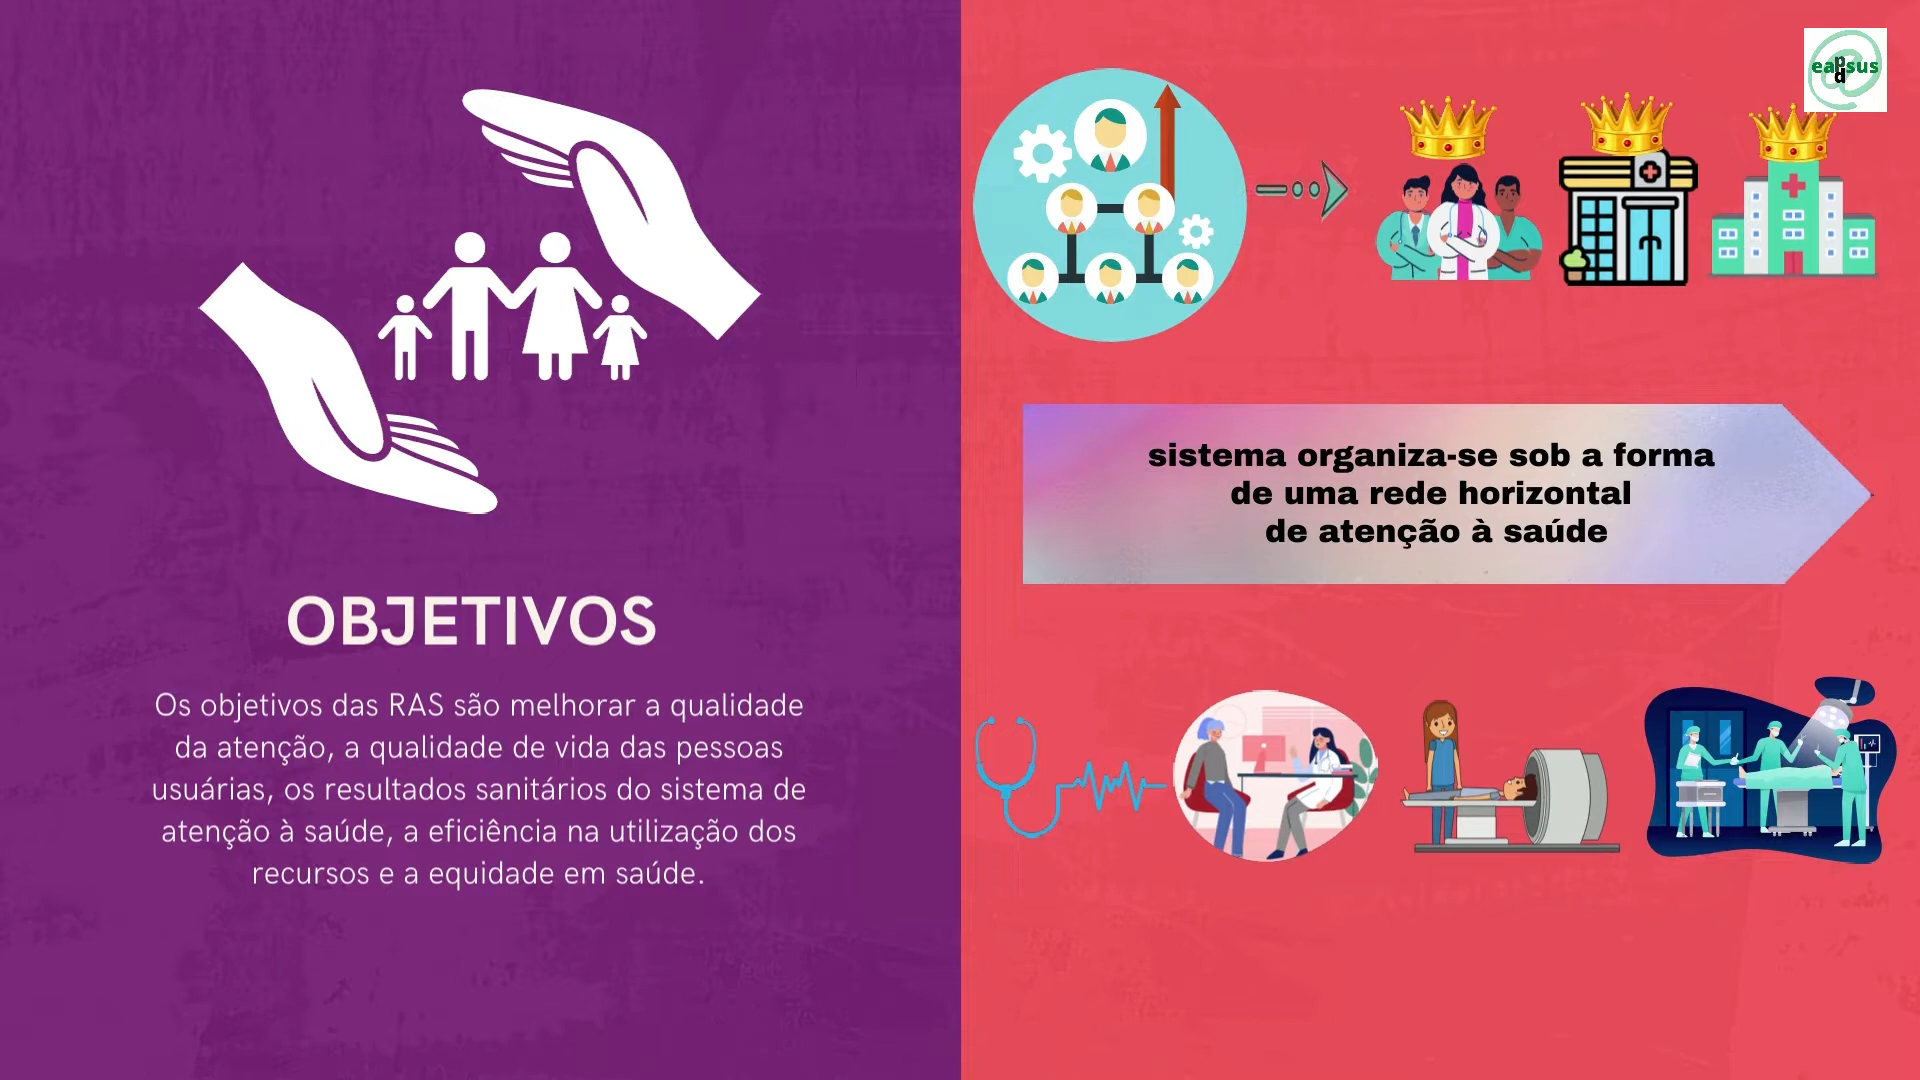 OBJETIVOS
Os objetivos das RAS são melhorar a qualidade
da atenção, a qualidade de vida das pessoas
usuárias, os resultados sanitários do sistema de
atenção à saúde, a eficiência na utilização dos
recursos e a equidade em saúde.
sistema organiza-se sob a forma
de uma rede horizontal
de atenção à saúde